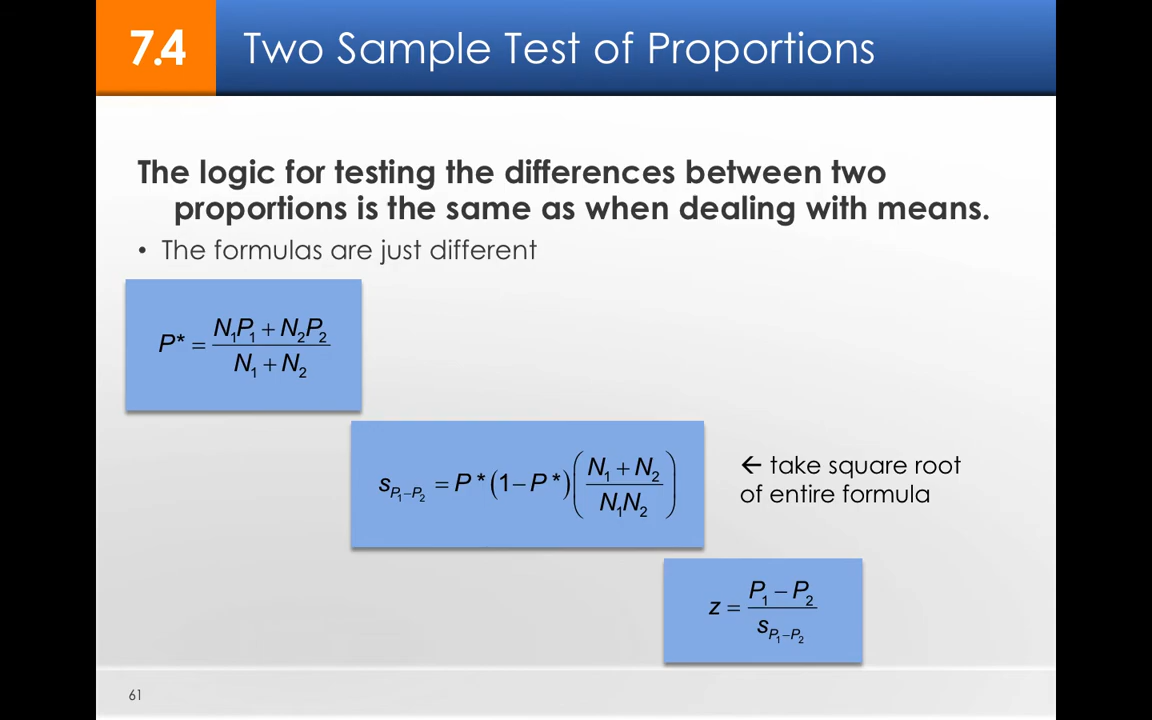 7.4 Two Sample Test of Proportions
The logic for testing the differences between two
proportions is the same as when dealing with means.
• The formulas are just different
P* = (N₁P₁ + N₂P₂) / (N₁ + N₂)
s_{P₁−P₂} = P*(1−P*)((N₁ + N₂) / (N₁N₂))
← take square root
of entire formula
z = (P₁ − P₂) / s_{P₁−P₂}
61